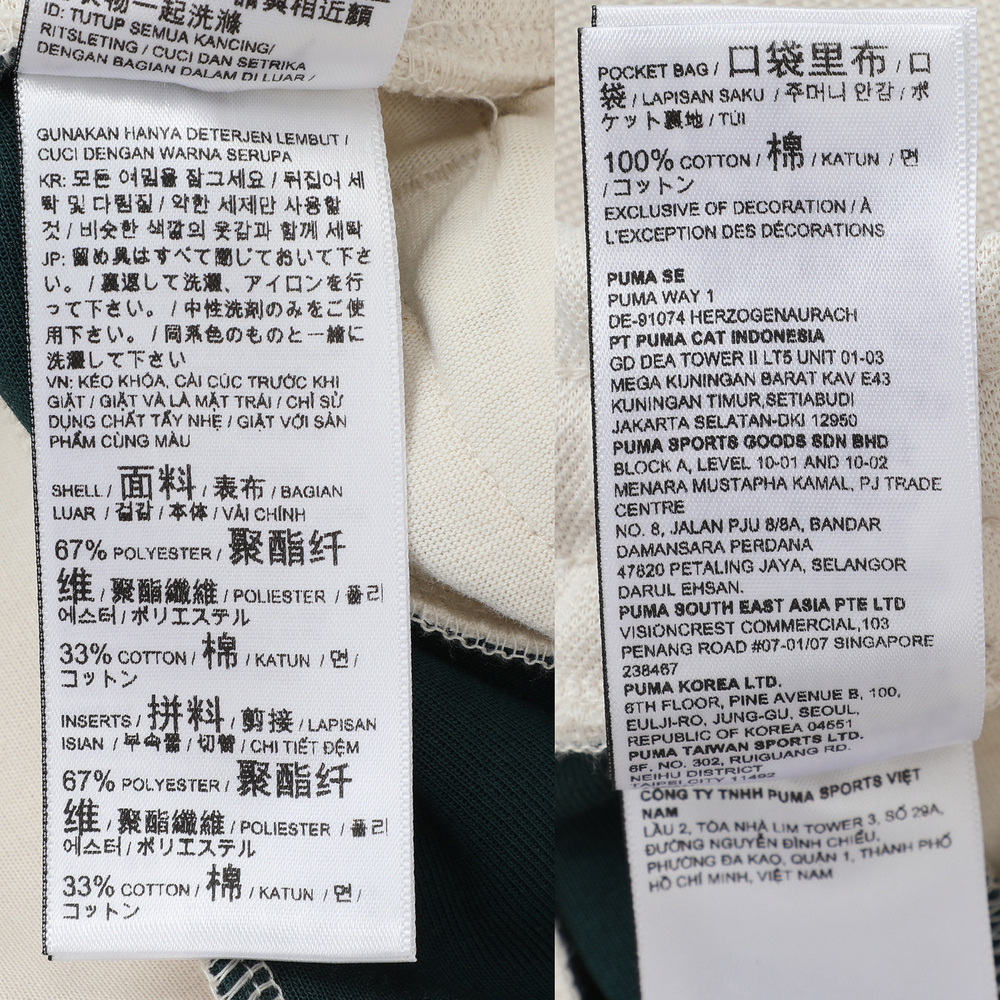 一起洗滌
ID: TUTUP SEMUA KANCING/
RITSLETING / CUCI DAN SETRIKA
DENGAN BAGIAN DALAM DI LUAR /
GUNAKAN HANYA DETERJEN LEMBUT /
CUCI DENGAN WARNA SERUPA
KR: 모든 여밈을 잠그세요 / 뒤집어 세
탁 및 다림질 / 약한 세제만 사용할
것 / 비슷한 색깔의 옷감과 함께 세탁
JP: 留め具はすべて閉じておいて下さ
い。 / 裏返して洗濯、アイロンを行
って下さい。 / 中性洗剤のみをご使
用下さい。 / 同系色のものと一緒に
洗濯して下さい
VN: KÉO KHÓA, CÀI CÚC TRƯỚC KHI
GIẶT / GIẶT VÀ LÀ MẶT TRÁI / CHỈ SỬ
DỤNG CHẤT TẨY NHẸ / GIẶT VỚI SẢN
PHẨM CÙNG MÀU
SHELL / 面料 / 表布 / BAGIAN
LUAR / 겉감 / 本体 / VẢI CHÍNH
67% POLYESTER / 聚酯纤
维 / 聚酯纖維 / POLIESTER / 폴리
에스터 / ポリエステル
33% COTTON / 棉 / KATUN / 면 /
コットン
INSERTS / 拼料 / 剪接 / LAPISAN
ISIAN / 부속품 / 切替 / CHI TIẾT ĐỆM
67% POLYESTER / 聚酯纤
维 / 聚酯纖維 / POLIESTER / 폴리
에스터 / ポリエステル
33% COTTON / 棉 / KATUN / 면 /
コットン
POCKET BAG / 口袋里布 / 口
袋 / LAPISAN SAKU / 주머니 안감 / ポ
ケット裏地 / TÚI
100% COTTON / 棉 / KATUN / 면
/ コットン
EXCLUSIVE OF DECORATION / À
L'EXCEPTION DES DÉCORATIONS
PUMA SE
PUMA WAY 1
DE-91074 HERZOGENAURACH
PT PUMA CAT INDONESIA
GD DEA TOWER II LT5 UNIT 01-03
MEGA KUNINGAN BARAT KAV E43
KUNINGAN TIMUR,SETIABUDI
JAKARTA SELATAN-DKI 12950
PUMA SPORTS GOODS SDN BHD
BLOCK A, LEVEL 10-01 AND 10-02
MENARA MUSTAPHA KAMAL, PJ TRADE
CENTRE
NO. 8, JALAN PJU 8/8A, BANDAR
DAMANSARA PERDANA
47820 PETALING JAYA, SELANGOR
DARUL EHSAN.
PUMA SOUTH EAST ASIA PTE LTD
VISIONCREST COMMERCIAL,103
PENANG ROAD #07-01/07 SINGAPORE
238467
PUMA KOREA LTD.
6TH FLOOR, PINE AVENUE B, 100,
EULJI-RO, JUNG-GU, SEOUL,
REPUBLIC OF KOREA 04551
PUMA TAIWAN SPORTS LTD.
6F. NO. 302, RUIGUANG RD.
NEIHU DISTRICT
TAIPEI CITY 11492
CÔNG TY TNHH PUMA SPORTS VIỆT
NAM
LẦU 2, TÒA NHÀ LIM TOWER 3, SỐ 29A,
ĐƯỜNG NGUYỄN ĐÌNH CHIỂU,
PHƯỜNG ĐA KAO, QUẬN 1, THÀNH PHỐ
HỒ CHÍ MINH, VIỆT NAM